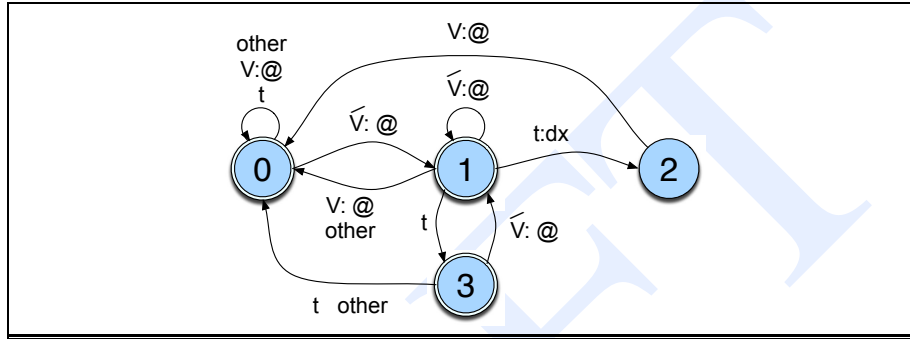 V:@
other
V:@
t
V́: @
V́:@
t:dx
0
1
2
V: @
other
t
V́: @
3
t other